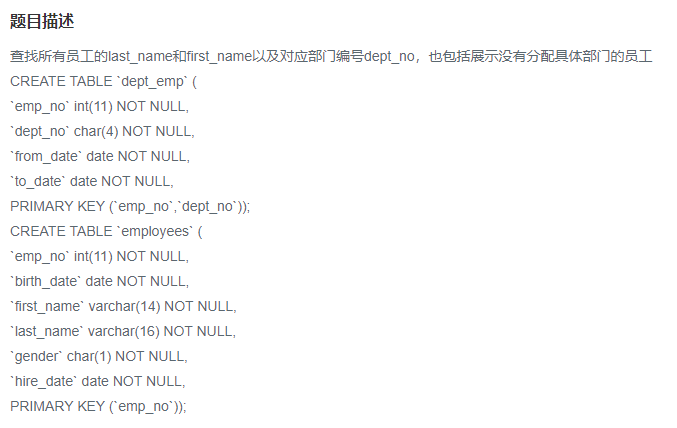 题目描述
查找所有员工的last_name和first_name以及对应部门编号dept_no，也包括展示没有分配具体部门的员工
CREATE TABLE `dept_emp` (
`emp_no` int(11) NOT NULL,
`dept_no` char(4) NOT NULL,
`from_date` date NOT NULL,
`to_date` date NOT NULL,
PRIMARY KEY (`emp_no`,`dept_no`));
CREATE TABLE `employees` (
`emp_no` int(11) NOT NULL,
`birth_date` date NOT NULL,
`first_name` varchar(14) NOT NULL,
`last_name` varchar(16) NOT NULL,
`gender` char(1) NOT NULL,
`hire_date` date NOT NULL,
PRIMARY KEY (`emp_no`));